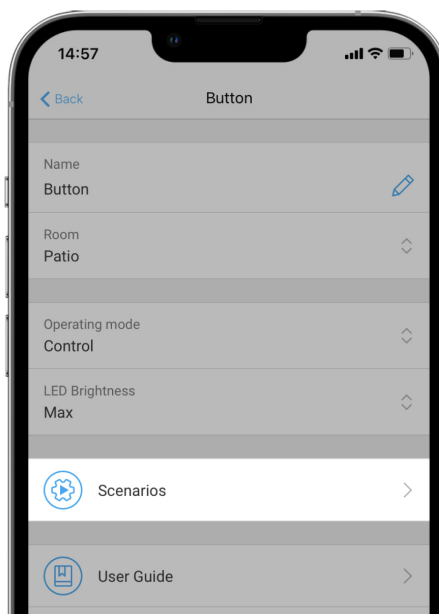 14:57
Back
Button
Name
Button
Room
Patio
Operating mode
Control
LED Brightness
Max
Scenarios
User Guide